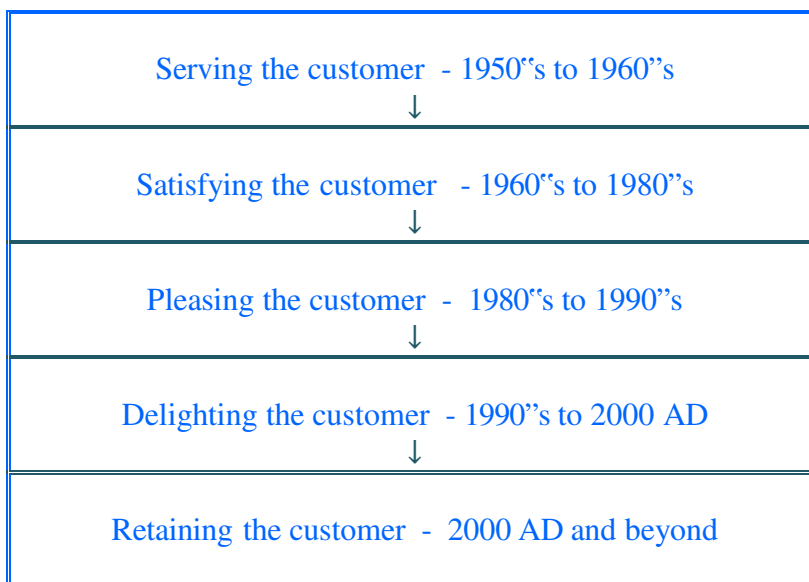 Serving the customer - 1950‟s to 1960”s
↓
Satisfying the customer - 1960‟s to 1980”s
↓
Pleasing the customer - 1980‟s to 1990”s
↓
Delighting the customer - 1990”s to 2000 AD
↓
Retaining the customer - 2000 AD and beyond